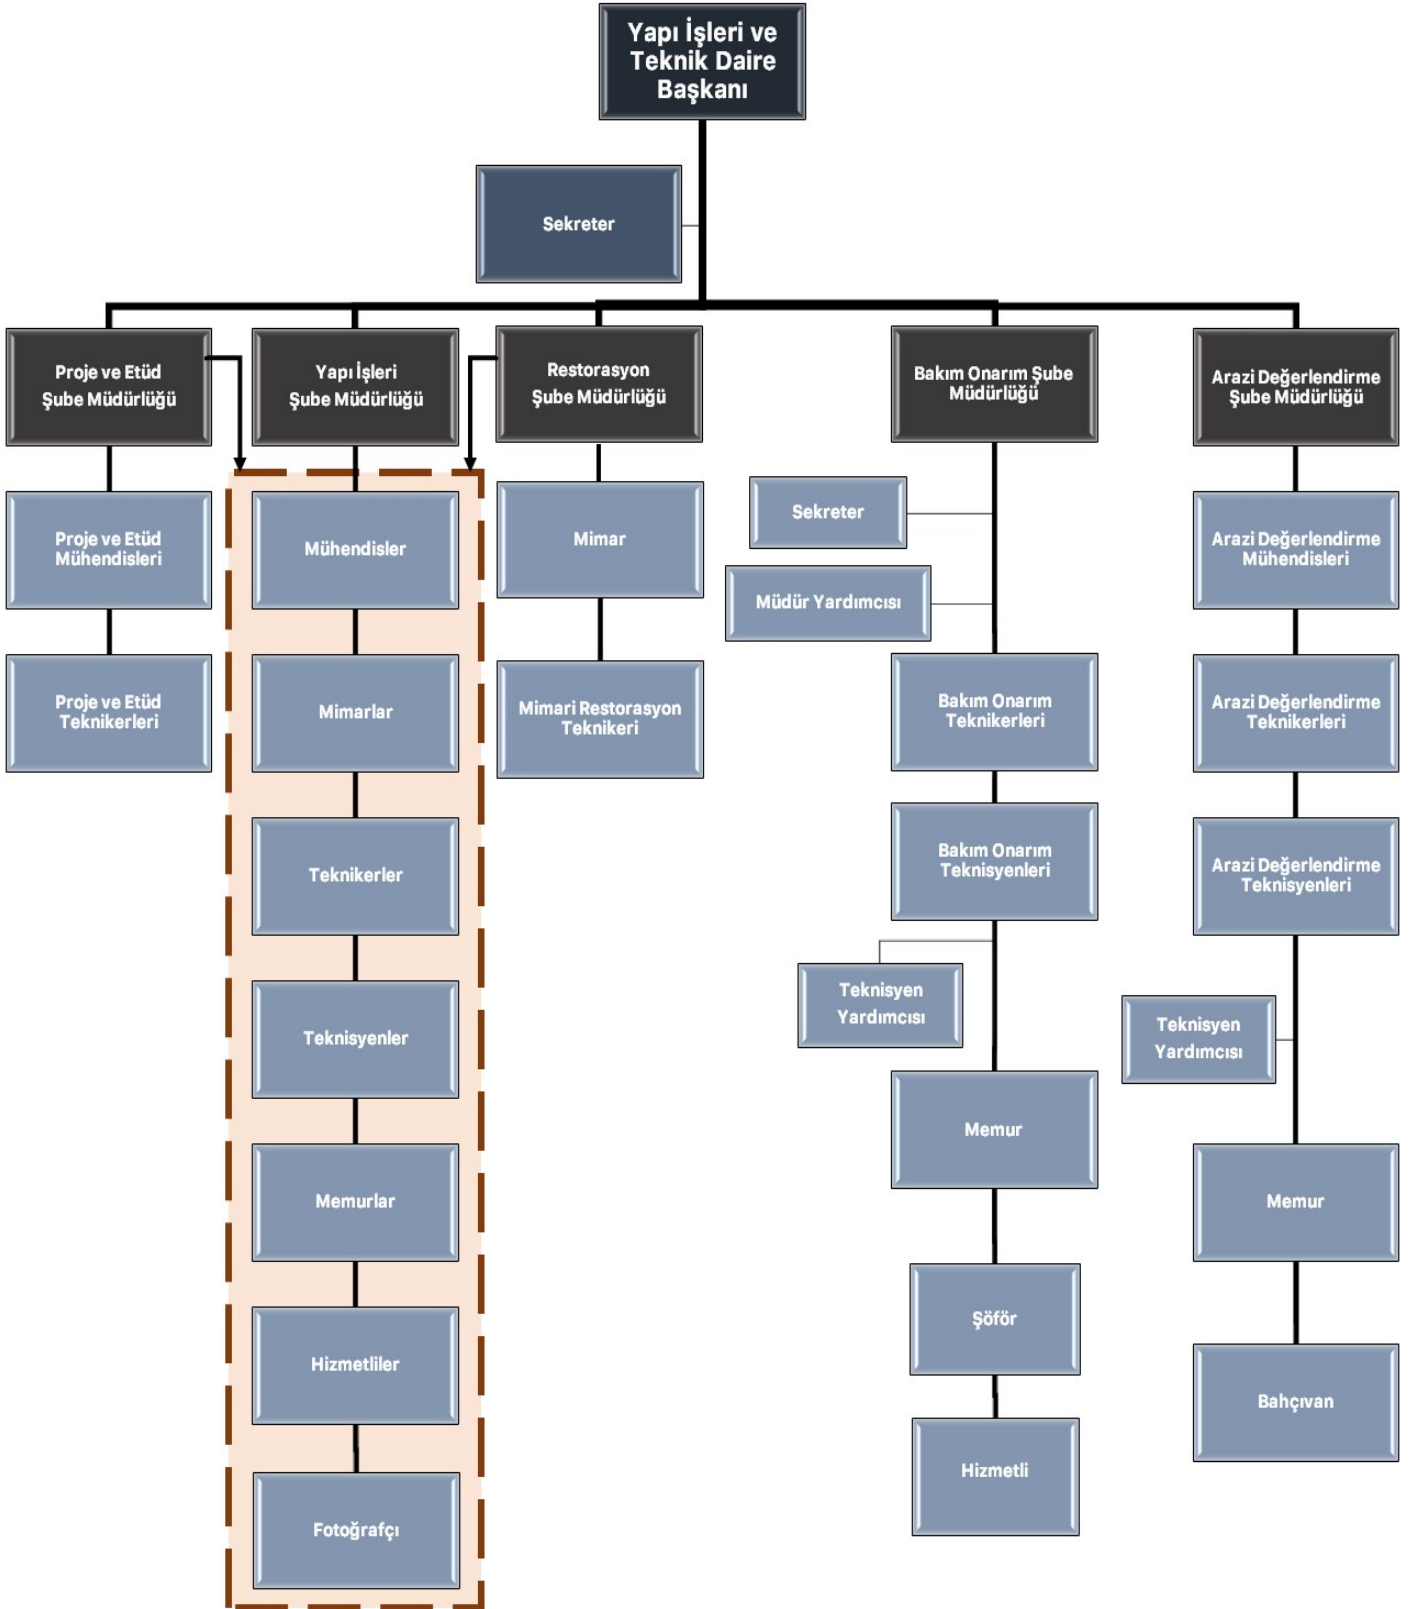 Yapı İşleri ve
Teknik Daire
Başkanı
Sekreter
Proje ve Etüd
Şube Müdürlüğü
Yapı İşleri
Şube Müdürlüğü
Restorasyon
Şube Müdürlüğü
Bakım Onarım Şube
Müdürlüğü
Arazi Değerlendirme
Şube Müdürlüğü
Proje ve Etüd
Mühendisleri
Proje ve Etüd
Teknikerleri
Mühendisler
Mimarlar
Teknikerler
Teknisyenler
Memurlar
Hizmetliler
Fotoğrafçı
Mimar
Mimari Restorasyon
Teknikeri
Sekreter
Müdür Yardımcısı
Bakım Onarım
Teknikerleri
Bakım Onarım
Teknisyenleri
Teknisyen
Yardımcısı
Memur
Şöför
Hizmetli
Arazi Değerlendirme
Mühendisleri
Arazi Değerlendirme
Teknikerleri
Arazi Değerlendirme
Teknisyenleri
Teknisyen
Yardımcısı
Memur
Bahçıvan